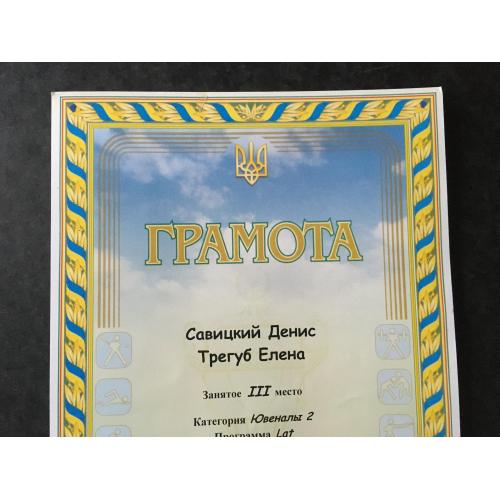 ГРАМОТА
Савицкий Денис
Трегуб Елена
Занятое III место
Категория Ювеналы 2
Программа Lat